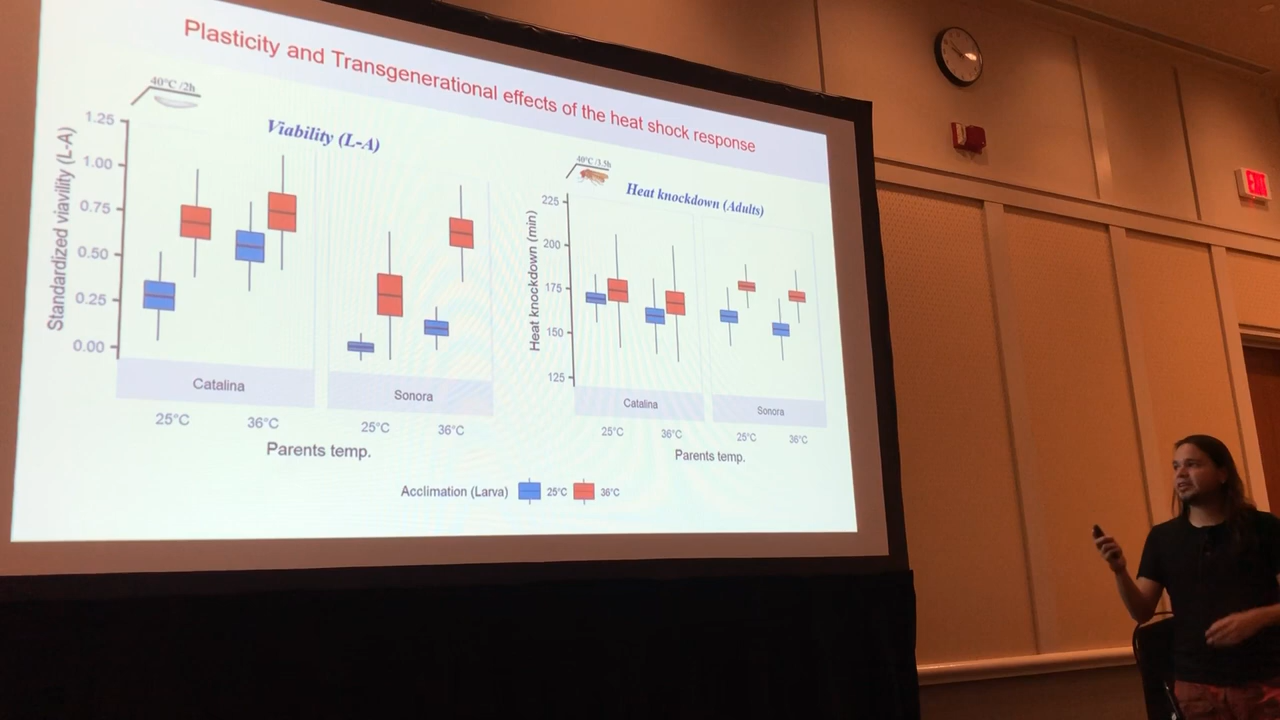 Plasticity and Transgenerational effects of the heat shock response
40°C /2h
Viability (L-A)
Standardized viavility (L-A)
1.25
1.00
0.75
0.50
0.25
0.00
Catalina
Sonora
25°C
36°C
25°C
36°C
Parents temp.
40°C /3.5h
Heat knockdown (Adults)
Heat knockdown (min)
225
200
175
150
125
Catalina
Sonora
25°C
36°C
25°C
36°C
Parents temp.
Acclimation (Larva)
25°C
36°C
EXIT